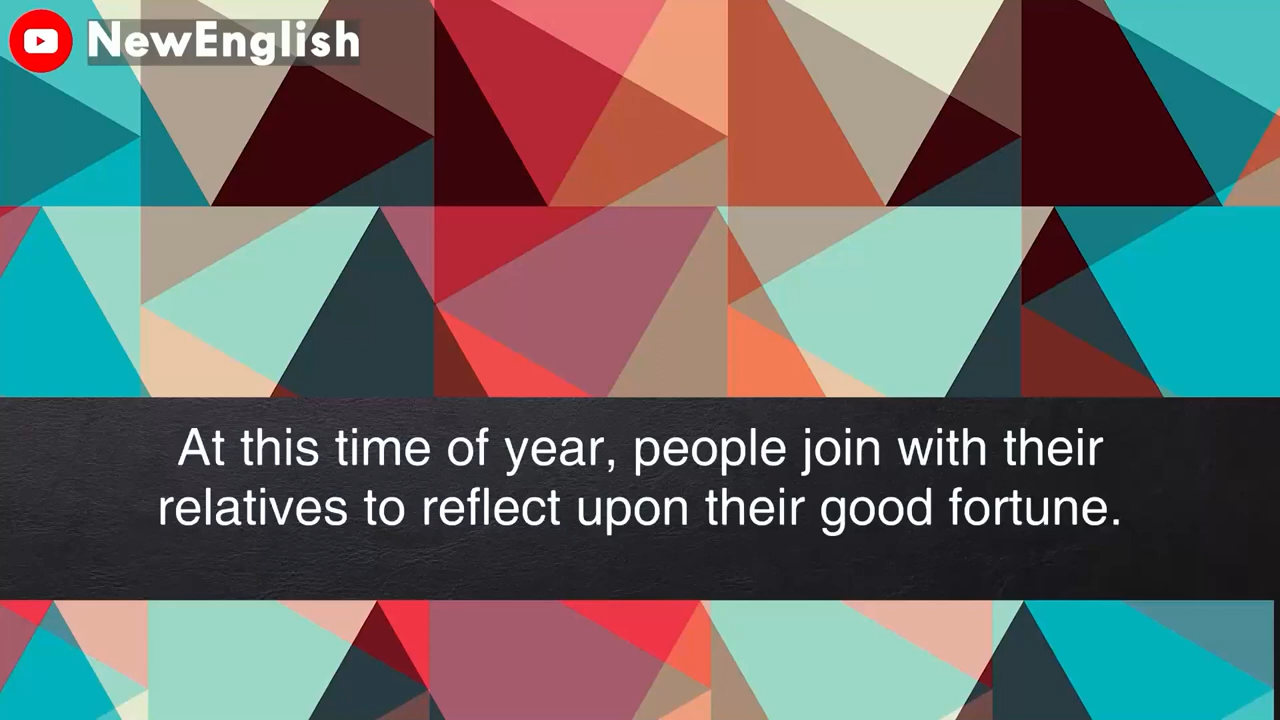 NewEnglish
At this time of year, people join with their
relatives to reflect upon their good fortune.